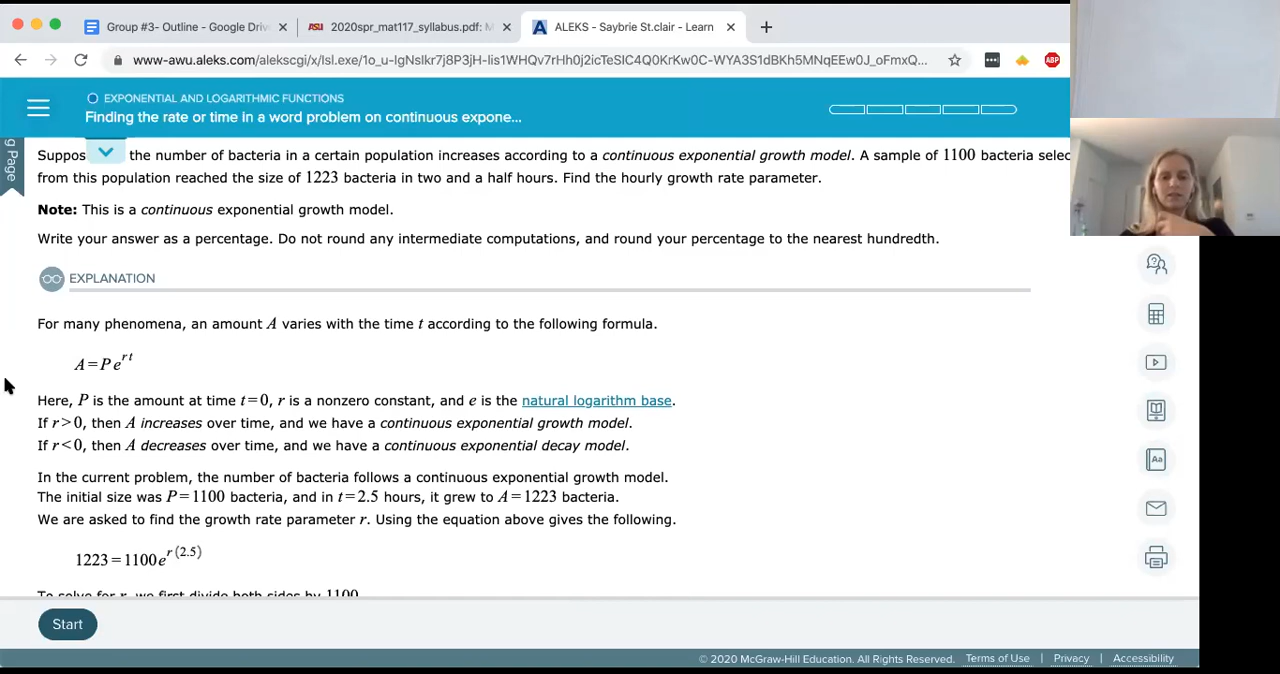 Group #3- Outline - Google Driv
2020spr_mat117_syllabus.pdf: M
ALEKS - Saybrie St.clair - Learn
EXPONENTIAL AND LOGARITHMIC FUNCTIONS
Finding the rate or time in a word problem on continuous expone...
g Page
Suppos the number of bacteria in a certain population increases according to a continuous exponential growth model. A sample of 1100 bacteria selec
from this population reached the size of 1223 bacteria in two and a half hours. Find the hourly growth rate parameter.
Note: This is a continuous exponential growth model.
Write your answer as a percentage. Do not round any intermediate computations, and round your percentage to the nearest hundredth.
EXPLANATION
For many phenomena, an amount A varies with the time t according to the following formula.
A=Pe^{rt}
Here, P is the amount at time t=0, r is a nonzero constant, and e is the natural logarithm base.
If r>0, then A increases over time, and we have a continuous exponential growth model.
If r<0, then A decreases over time, and we have a continuous exponential decay model.
In the current problem, the number of bacteria follows a continuous exponential growth model.
The initial size was P=1100 bacteria, and in t=2.5 hours, it grew to A=1223 bacteria.
We are asked to find the growth rate parameter r. Using the equation above gives the following.
1223=1100e^{r(2.5)}
To solve for r, we first divide both sides by 1100
Start
© 2020 McGraw-Hill Education. All Rights Reserved. Terms of Use | Privacy | Accessibility